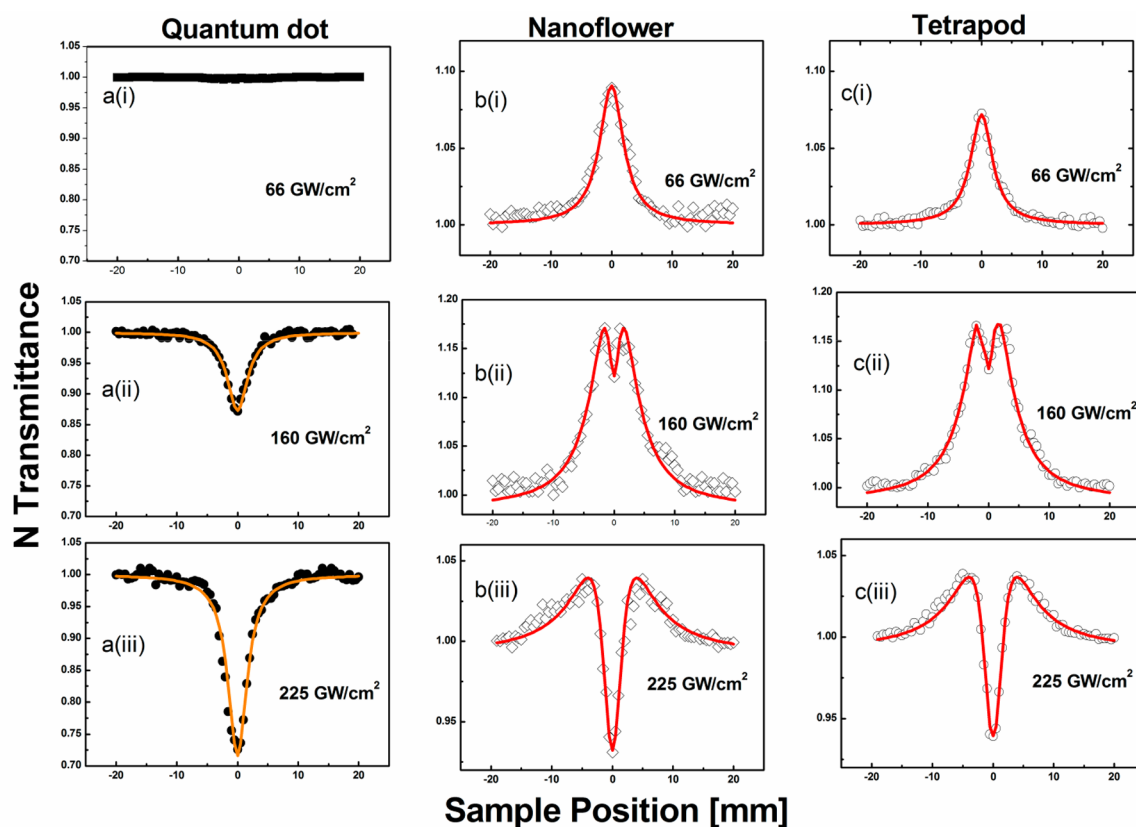 Quantum dot
Nanoflower
Tetrapod
N Transmittance
1.05
1.00
0.95
0.90
0.85
0.80
0.75
0.70
a(i)
66 GW/cm²
-20 -10 0 10 20
1.10
1.05
1.00
b(i)
66 GW/cm²
-20 -10 0 10 20
1.10
1.05
1.00
c(i)
66 GW/cm²
-20 -10 0 10 20
1.05
1.00
0.95
0.90
0.85
0.80
0.75
0.70
a(ii)
160 GW/cm²
-20 -10 0 10 20
1.20
1.15
1.10
1.05
1.00
b(ii)
160 GW/cm²
-20 -10 0 10 20
1.20
1.15
1.10
1.05
1.00
c(ii)
160 GW/cm²
-20 -10 0 10 20
1.05
1.00
0.95
0.90
0.85
0.80
0.75
0.70
a(iii)
225 GW/cm²
-20 -10 0 10 20
1.05
1.00
0.95
b(iii)
225 GW/cm²
-20 -10 0 10 20
1.05
1.00
0.95
c(iii)
225 GW/cm²
-20 -10 0 10 20
Sample Position [mm]